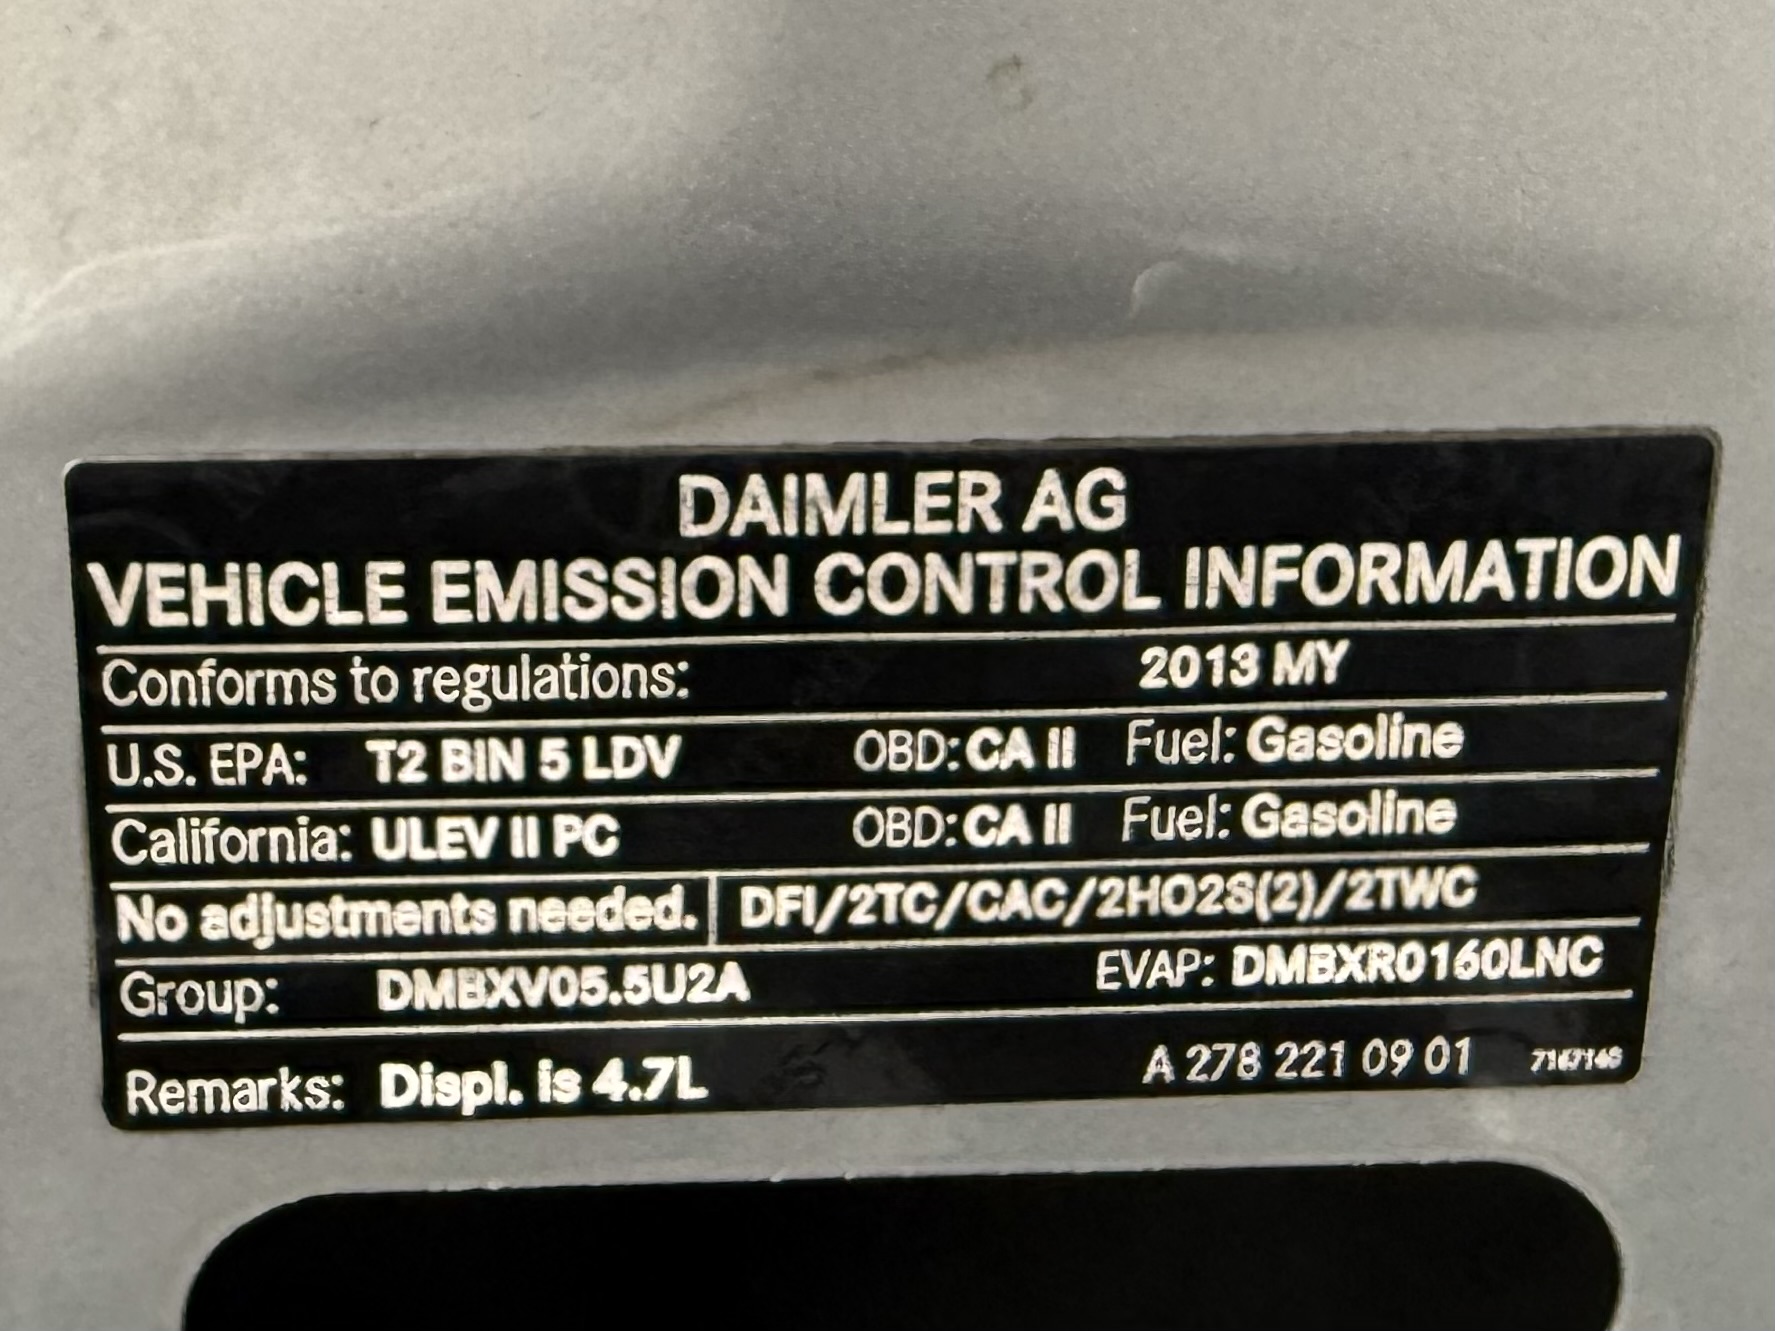 DAIMLER AG
VEHICLE EMISSION CONTROL INFORMATION
Conforms to regulations: 2013 MY
U.S. EPA: T2 BIN 5 LDV OBD: CA II Fuel: Gasoline
California: ULEV II PC OBD: CA II Fuel: Gasoline
No adjustments needed. DFI/2TC/CAC/2HO2S(2)/2TWC
Group: DMBXV05.5U2A EVAP: DMBXR0160LNC
Remarks: Displ. is 4.7L A 278 221 09 01